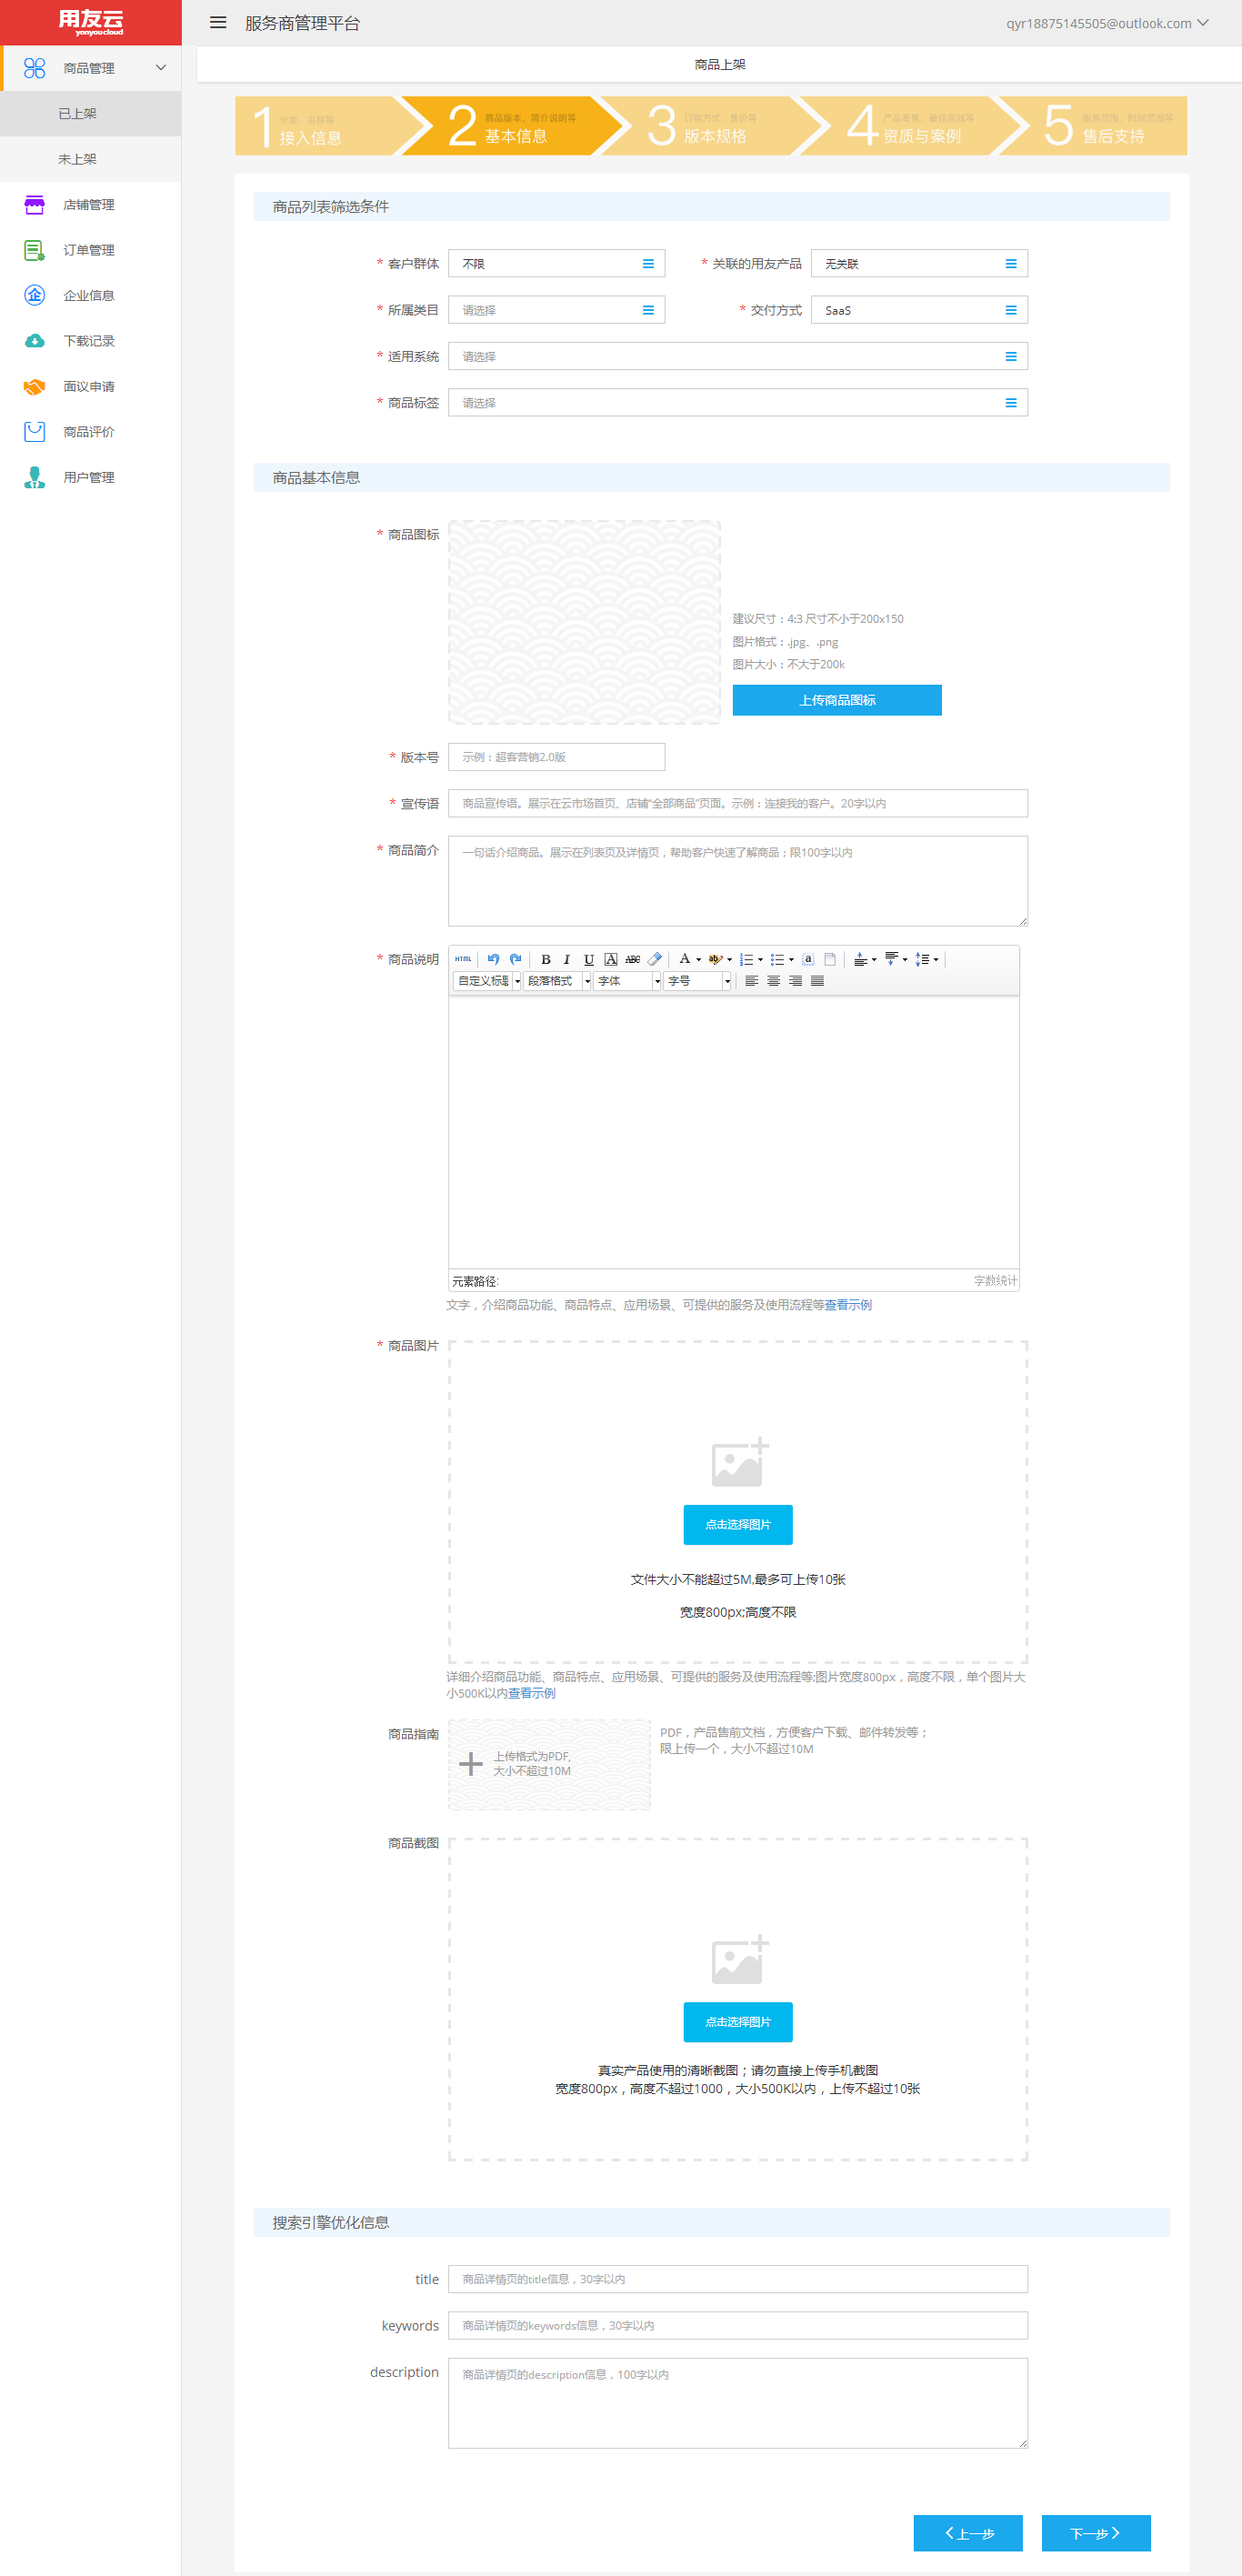 用友云
yonyoucloud
服务商管理平台
qyr18875145505@outlook.com
商品管理
已上架
未上架
店铺管理
订单管理
企业信息
下载记录
面议申请
商品评价
用户管理
商品上架
1
分类、名称等
接入信息
2
商品版本、简介说明等
基本信息
3
订购方式、售价等
版本规格
4
产品背景、最佳实践等
资质与案例
5
服务范围、时间范围等
售后支持
商品列表筛选条件
* 客户群体 不限
* 关联的用友产品 无关联
* 所属类目 请选择
* 交付方式 SaaS
* 适用系统 请选择
* 商品标签 请选择
商品基本信息
* 商品图标
建议尺寸：4:3 尺寸不小于200x150
图片格式：.jpg、.png
图片大小：不大于200k
上传商品图标
* 版本号 示例：超客营销2.0版
* 宣传语 商品宣传语。展示在云市场首页、店铺“全部商品”页面。示例：连接我的客户。20字以内
* 商品简介 一句话介绍商品。展示在列表页及详情页，帮助客户快速了解商品；限100字以内
* 商品说明
HTML B I U A ABC A ab a
自定义标题 段落格式 字体 字号
元素路径: 字数统计
文字，介绍商品功能、商品特点、应用场景、可提供的服务及使用流程等查看示例
* 商品图片
点击选择图片
文件大小不能超过5M,最多可上传10张
宽度800px;高度不限
详细介绍商品功能、商品特点、应用场景、可提供的服务及使用流程等;图片宽度800px，高度不限，单个图片大
小500K以内查看示例
商品指南
上传格式为PDF,
大小不超过10M
PDF，产品售前文档，方便客户下载、邮件转发等；
限上传一个，大小不超过10M
商品截图
点击选择图片
真实产品使用的清晰截图；请勿直接上传手机截图
宽度800px，高度不超过1000，大小500K以内，上传不超过10张
搜索引擎优化信息
title 商品详情页的title信息，30字以内
keywords 商品详情页的keywords信息，30字以内
description 商品详情页的description信息，100字以内
上一步
下一步